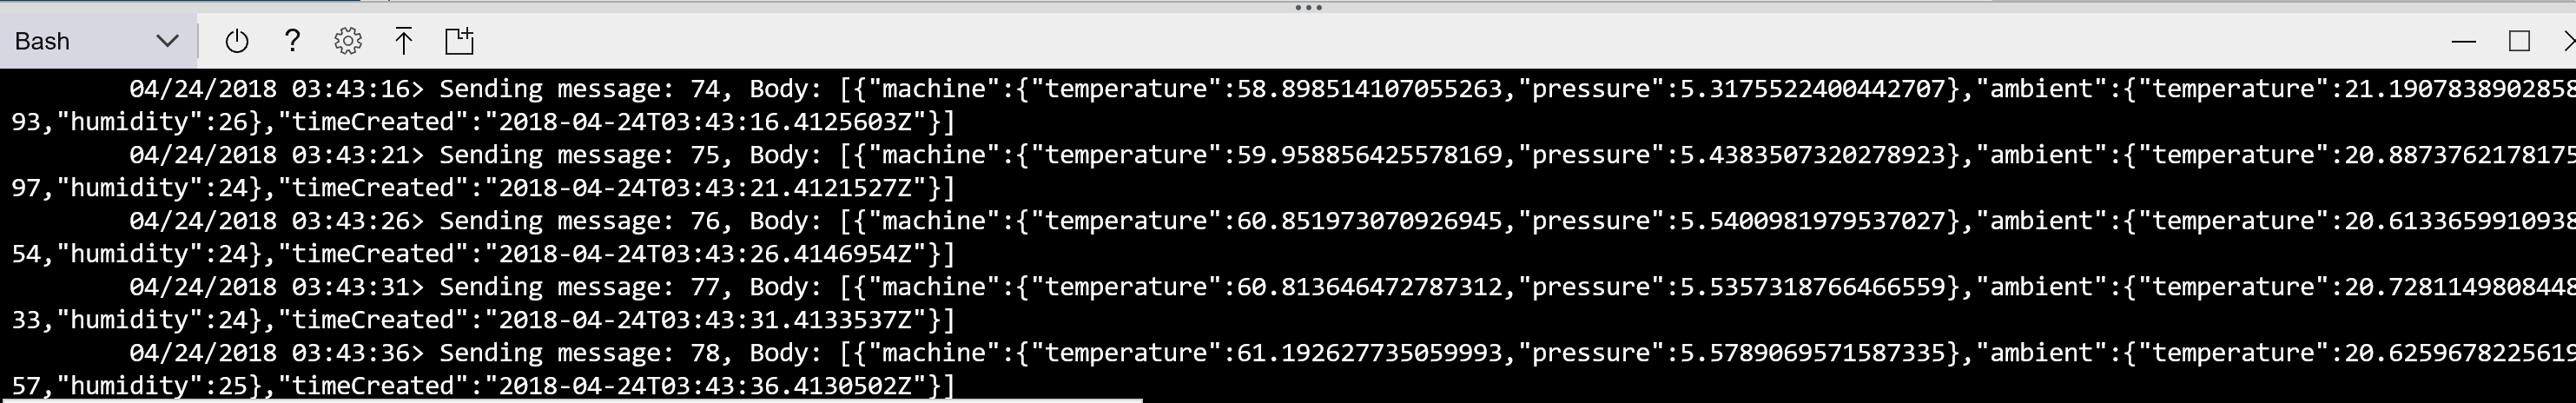 Bash
04/24/2018 03:43:16> Sending message: 74, Body: [{"machine":{"temperature":58.898514107055263,"pressure":5.3175522400442707},"ambient":{"temperature":21.1907838902858
93,"humidity":26},"timeCreated":"2018-04-24T03:43:16.4125603Z"}]
04/24/2018 03:43:21> Sending message: 75, Body: [{"machine":{"temperature":59.958856425578169,"pressure":5.4383507320278923},"ambient":{"temperature":20.8873762178175
97,"humidity":24},"timeCreated":"2018-04-24T03:43:21.4121527Z"}]
04/24/2018 03:43:26> Sending message: 76, Body: [{"machine":{"temperature":60.851973070926945,"pressure":5.5400981979537027},"ambient":{"temperature":20.6133659910938
54,"humidity":24},"timeCreated":"2018-04-24T03:43:26.4146954Z"}]
04/24/2018 03:43:31> Sending message: 77, Body: [{"machine":{"temperature":60.813646472787312,"pressure":5.5357318766466559},"ambient":{"temperature":20.7281149808448
33,"humidity":24},"timeCreated":"2018-04-24T03:43:31.4133537Z"}]
04/24/2018 03:43:36> Sending message: 78, Body: [{"machine":{"temperature":61.192627735059993,"pressure":5.5789069571587335},"ambient":{"temperature":20.6259678225619
57,"humidity":25},"timeCreated":"2018-04-24T03:43:36.4130502Z"}]